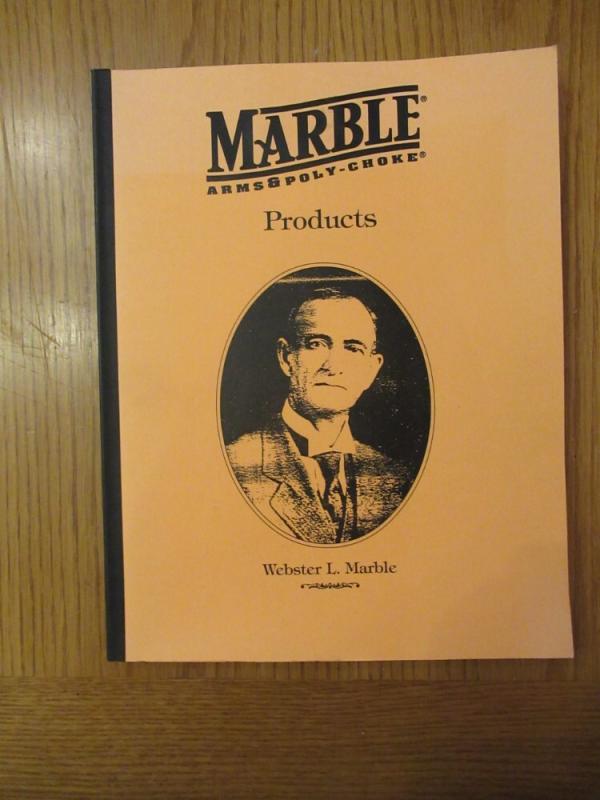 MARBLE®
ARMS & POLY-CHOKE®
Products
Webster L. Marble